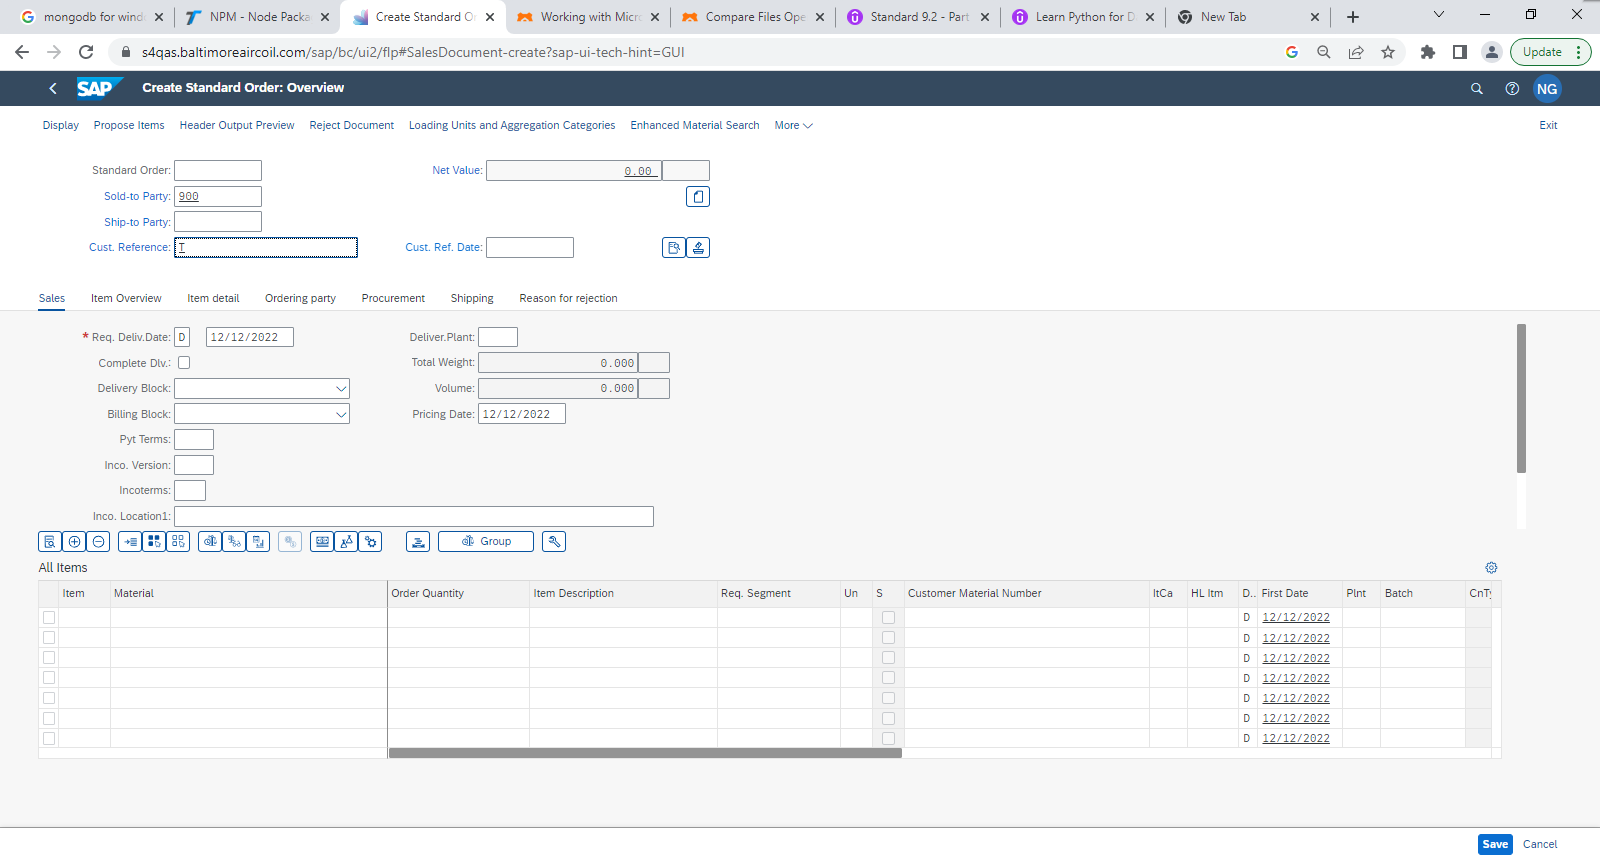 mongodb for wind
NPM - Node Packa
Create Standard O
Working with Micro
Compare Files Ope
Standard 9.2 - Part
Learn Python for D
New Tab
s4qas.baltimoreaircoil.com/sap/bc/ui2/flp#SalesDocument-create?sap-ui-tech-hint=GUI
Update
SAP
Create Standard Order: Overview
NG
Display Propose Items Header Output Preview Reject Document Loading Units and Aggregation Categories Enhanced Material Search More Exit
Standard Order: Net Value: 0.00
Sold-to Party: 900
Ship-to Party:
Cust. Reference: T Cust. Ref. Date:
Sales Item Overview Item detail Ordering party Procurement Shipping Reason for rejection
* Req. Deliv.Date: D 12/12/2022 Deliver.Plant:
Complete Dlv.: Total Weight: 0.000
Delivery Block: Volume: 0.000
Billing Block: Pricing Date: 12/12/2022
Pyt Terms:
Inco. Version:
Incoterms:
Inco. Location1:
Group
All Items
Item Material Order Quantity Item Description Req. Segment Un S Customer Material Number ItCa HL Itm D.. First Date Plnt Batch CnTy
D 12/12/2022
D 12/12/2022
D 12/12/2022
D 12/12/2022
D 12/12/2022
D 12/12/2022
D 12/12/2022
Save Cancel